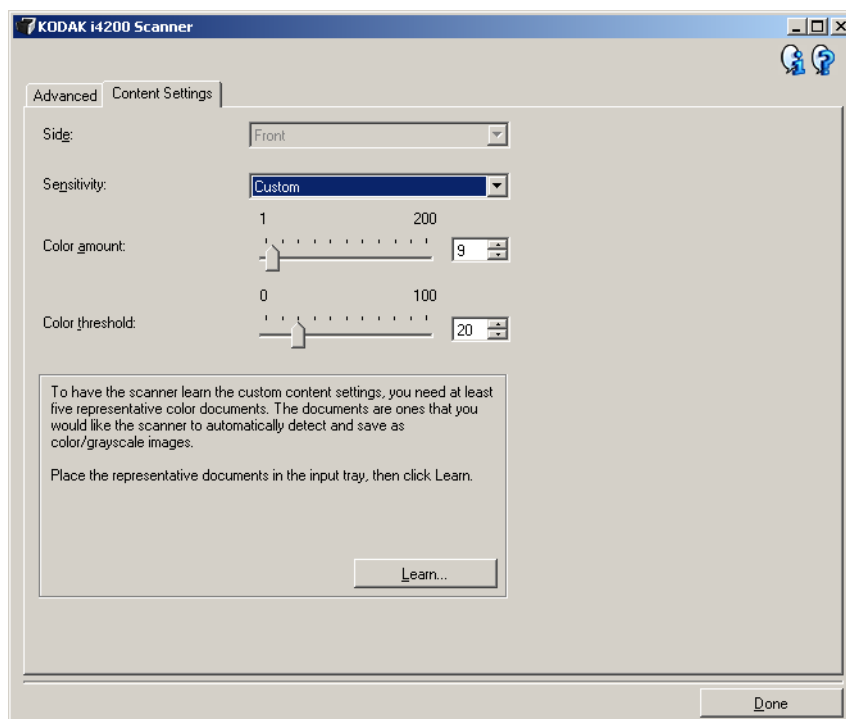 KODAK i4200 Scanner
Advanced
Content Settings
Side:
Front
Sensitivity:
Custom
1 200
Color amount:
9
0 100
Color threshold:
20
To have the scanner learn the custom content settings, you need at least
five representative color documents. The documents are ones that you
would like the scanner to automatically detect and save as
color/grayscale images.
Place the representative documents in the input tray, then click Learn.
Learn...
Done